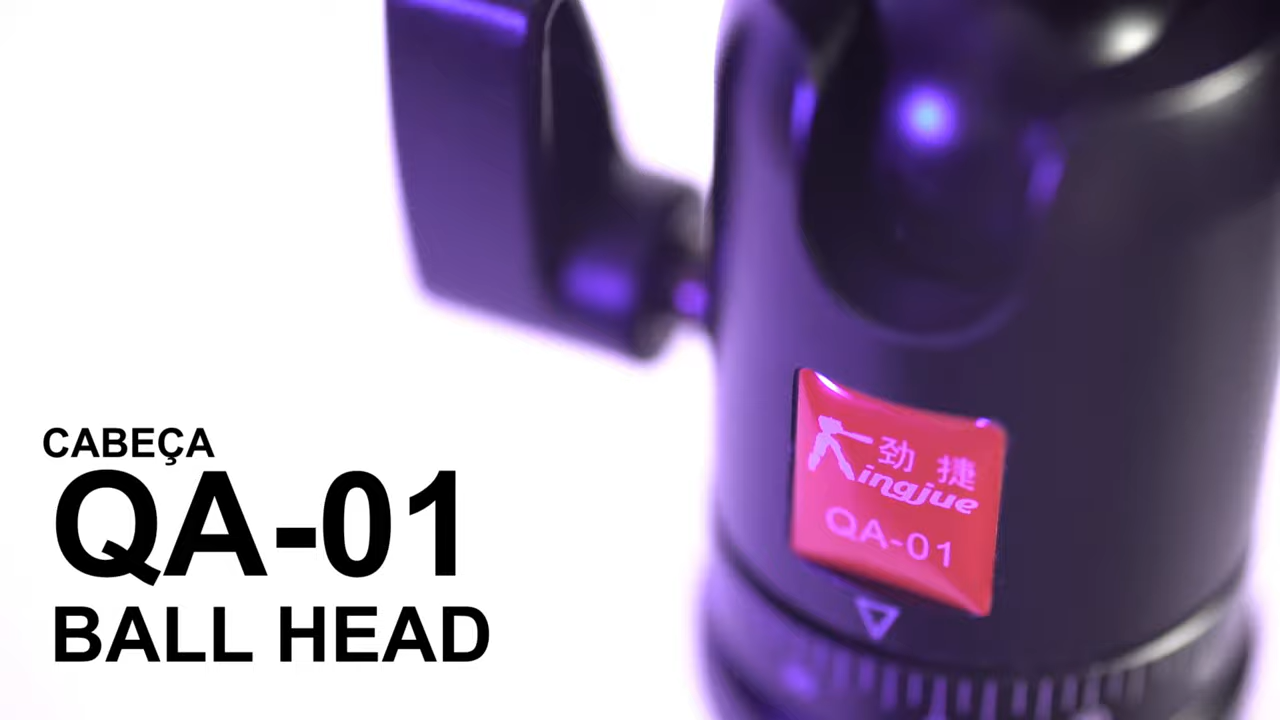 CABEÇA
QA-01
BALL HEAD
劲捷
Kingjue
QA-01